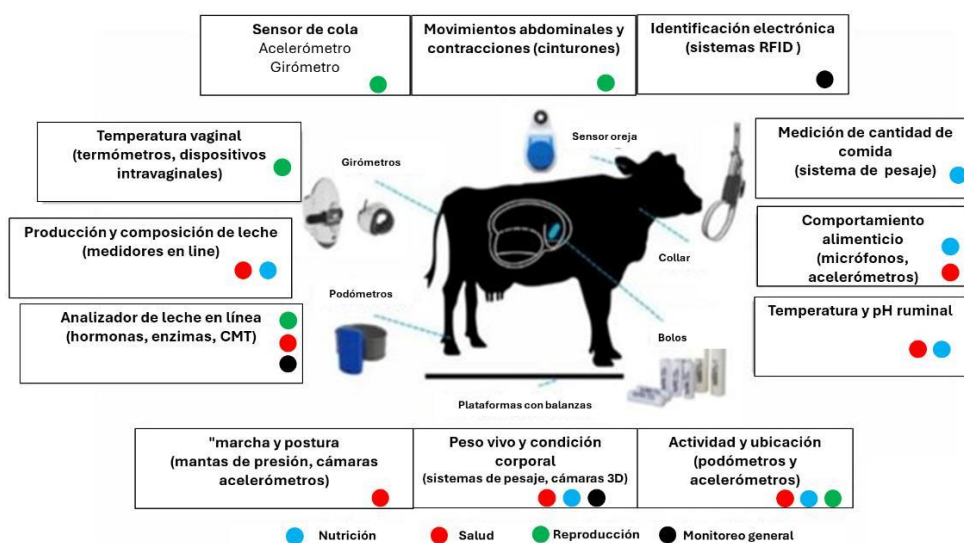 Sensor de cola
Acelerómetro
Girómetro
Movimientos abdominales y
contracciones (cinturones)
Identificación electrónica
(sistemas RFID )
Temperatura vaginal
(termómetros, dispositivos
intravaginales)
Girómetros
Sensor oreja
Medición de cantidad de
comida
(sistema de pesaje)
Producción y composición de leche
(medidores en line)
Collar
Comportamiento
alimenticio
(micrófonos,
acelerómetros)
Analizador de leche en línea
(hormonas, enzimas, CMT)
Podómetros
Bolos
Temperatura y pH ruminal
Plataformas con balanzas
"marcha y postura
(mantas de presión, cámaras
acelerómetros)
Peso vivo y condición
corporal
(sistemas de pesaje, cámaras 3D)
Actividad y ubicación
(podómetros y
acelerómetros)
Nutrición
Salud
Reproducción
Monitoreo general